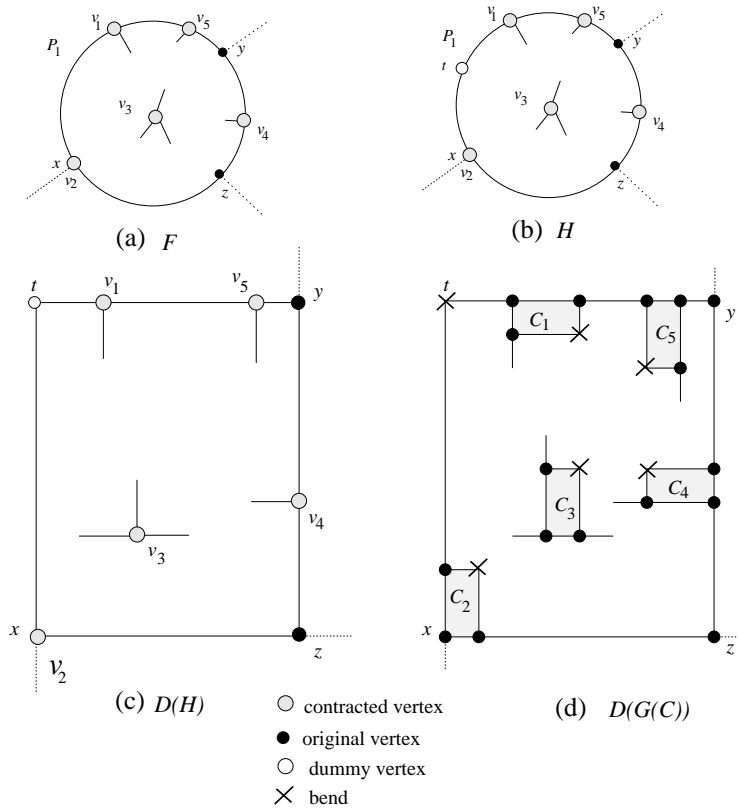 v1 v5
P1
y
v3
v4
x
v2
z
(a) F
v1 v5
P1
y
t
v3
v4
x
v2
z
(b) H
t v1 v5 y
v4
v3
x z
v2
(c) D(H)
t
C1 C5 y
C3 C4
C2
x z
(d) D(G(C))
contracted vertex
original vertex
dummy vertex
bend